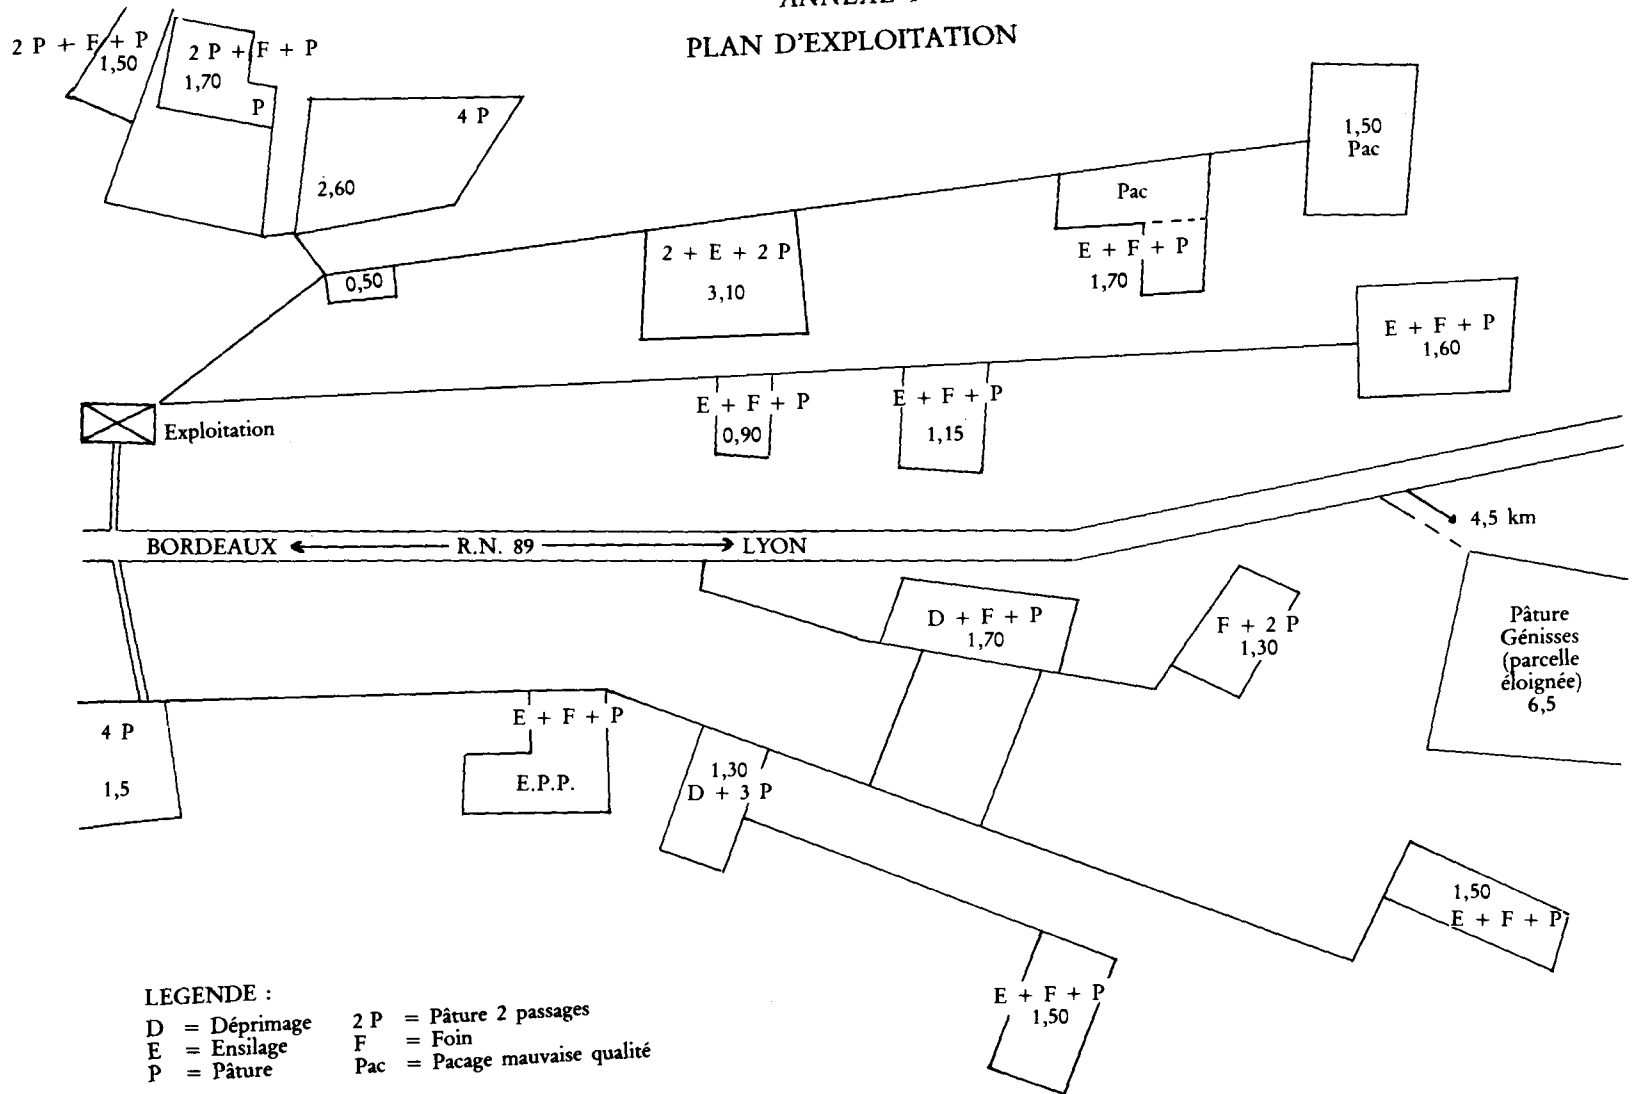 PLAN D'EXPLOITATION
2 P + F + P
1,50
2 P + F + P
1,70
P
4 P
2,60
1,50
Pac
Pac
E + F + P
1,70
2 + E + 2 P
3,10
0,50
E + F + P
1,60
E + F + P
0,90
E + F + P
1,15
Exploitation
4,5 km
BORDEAUX
R.N. 89
LYON
D + F + P
1,70
F + 2 P
1,30
Pâture
Génisses
(parcelle
éloignée)
6,5
4 P
1,5
E + F + P
E.P.P.
1,30
D + 3 P
1,50
E + F + P
E + F + P
1,50
LEGENDE :
D = Déprimage
E = Ensilage
P = Pâture
2 P = Pâture 2 passages
F = Foin
Pac = Pacage mauvaise qualité